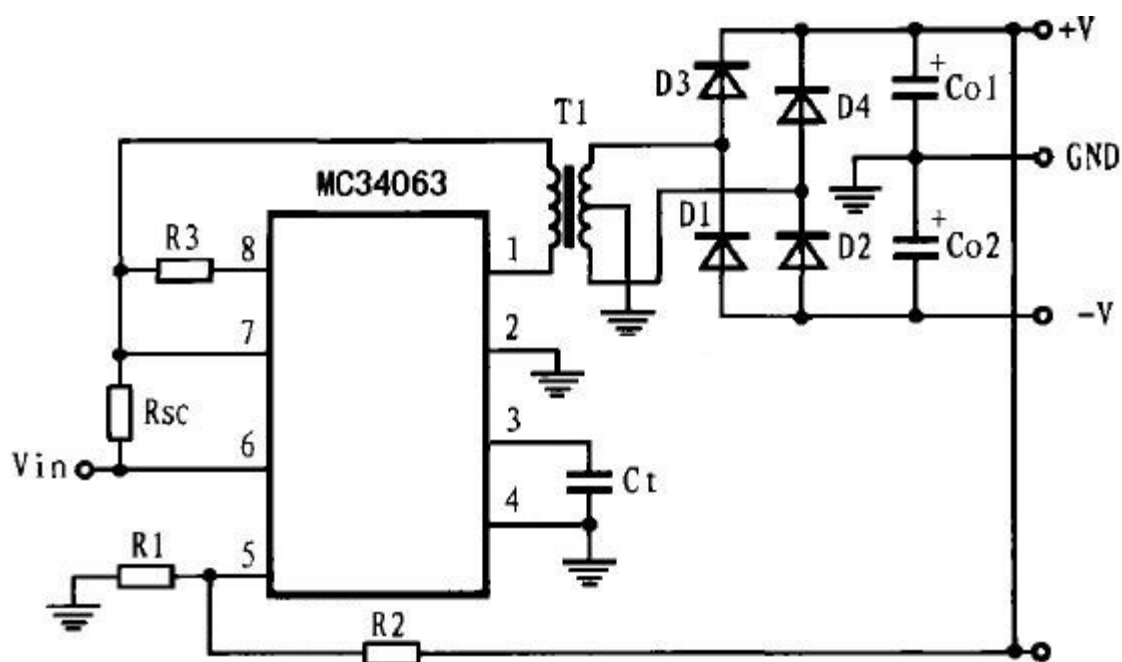 +V
D3
D4
+
Co1
T1
GND
MC34063
D1
D2
+
Co2
R3
8
1
-V
7
2
Rsc
3
Vin
6
Ct
4
R1
5
R2